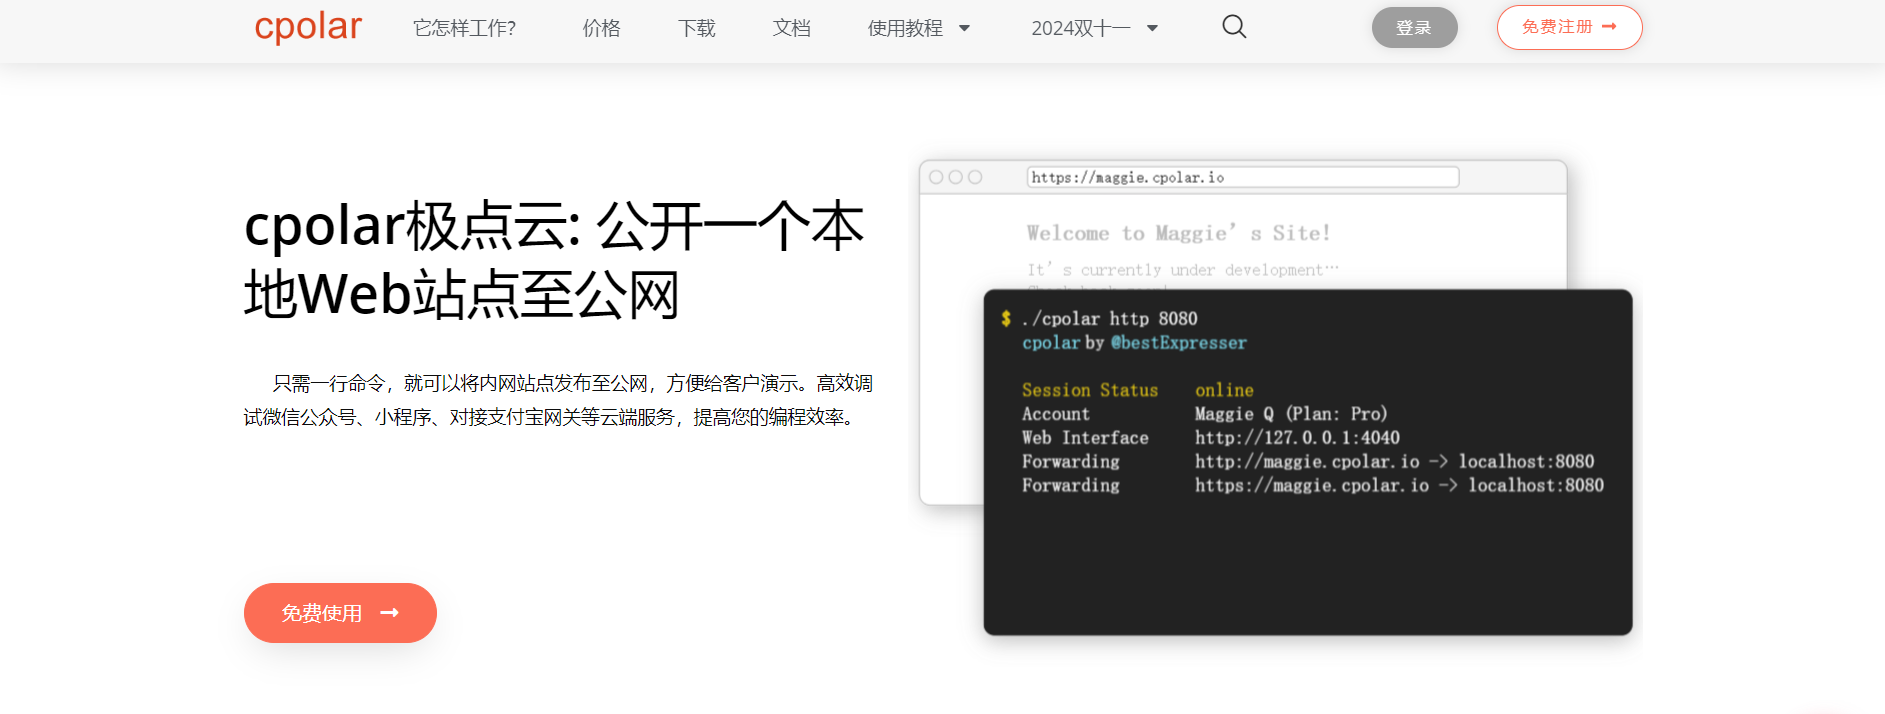 cpolar 它怎样工作? 价格 下载 文档 使用教程 2024双十一 登录 免费注册
cpolar极点云: 公开一个本
地Web站点至公网
只需一行命令，就可以将内网站点发布至公网，方便给客户演示。高效调
试微信公众号、小程序、对接支付宝网关等云端服务，提高您的编程效率。
免费使用
https://maggie.cpolar.io
Welcome to Maggie's Site!
It's currently under development…
$ ./cpolar http 8080
cpolar by @bestExpresser
Session Status online
Account Maggie Q (Plan: Pro)
Web Interface http://127.0.0.1:4040
Forwarding http://maggie.cpolar.io -> localhost:8080
Forwarding https://maggie.cpolar.io -> localhost:8080